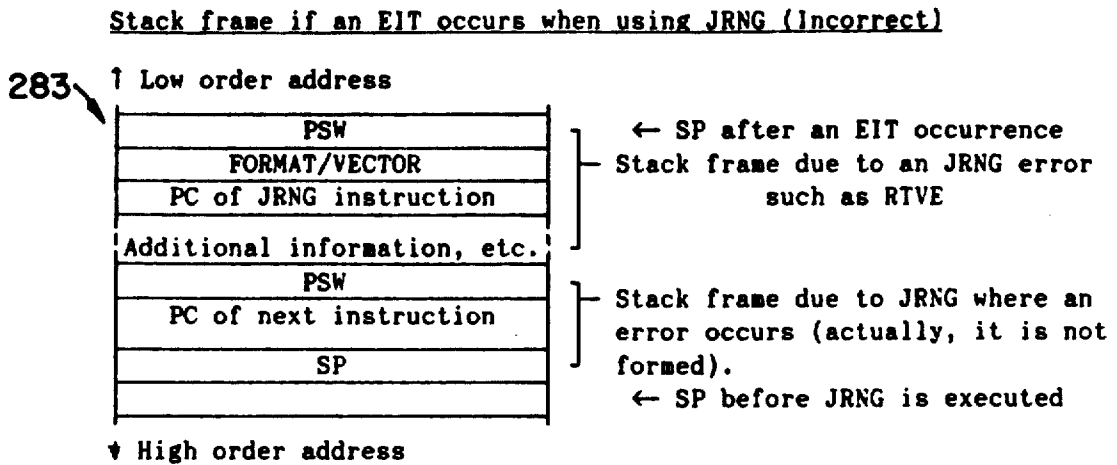 Stack frame if an EIT occurs when using JRNG (Incorrect)
283
↑ Low order address
PSW
← SP after an EIT occurrence
FORMAT/VECTOR
Stack frame due to an JRNG error
PC of JRNG instruction
such as RTVE
Additional information, etc.
PSW
Stack frame due to JRNG where an
PC of next instruction
error occurs (actually, it is not
SP
formed).
← SP before JRNG is executed
↓ High order address